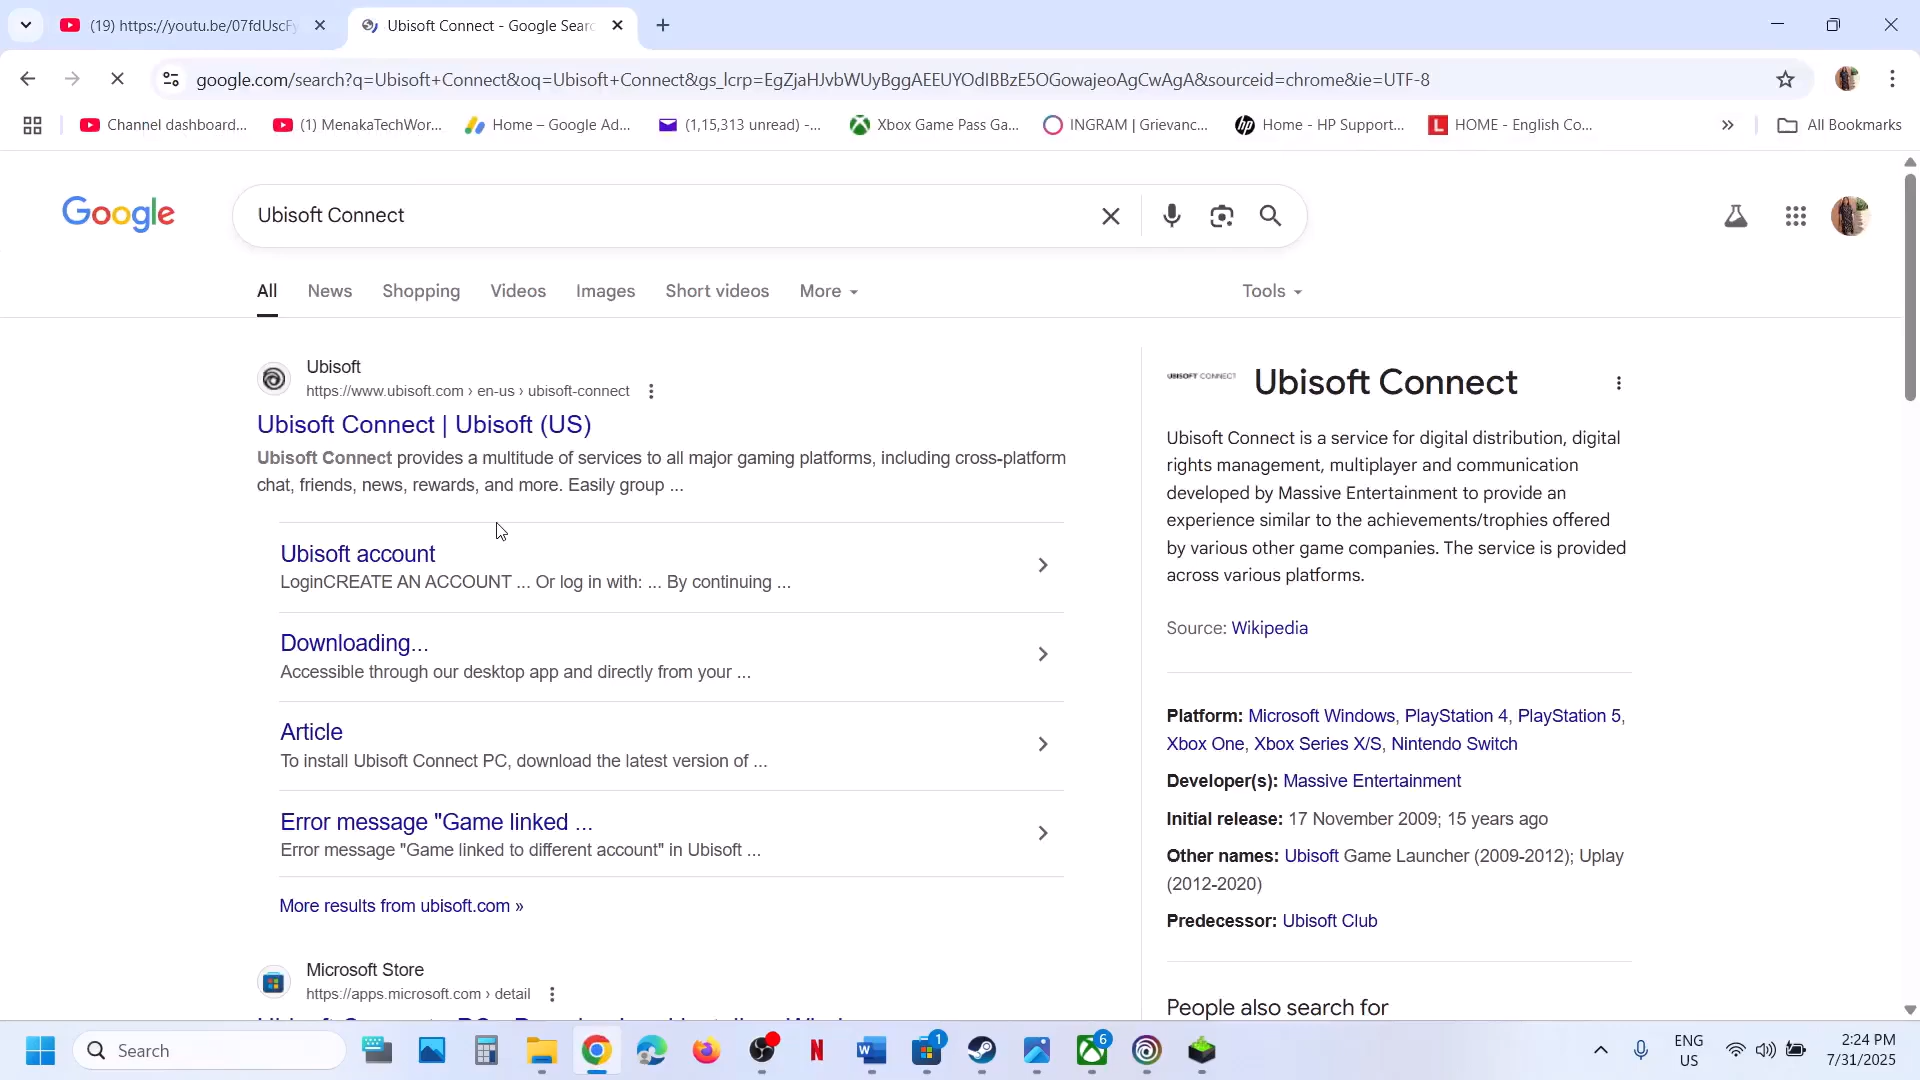 (19) https://youtu.be/07fdUscFy
Ubisoft Connect - Google Searc
google.com/search?q=Ubisoft+Connect&oq=Ubisoft+Connect&gs_lcrp=EgZjaHJvbWUyBggAEEUYOdIBBzE5OGowajeoAgCwAgA&sourceid=chrome&ie=UTF-8
Channel dashboard...
(1) MenakaTechWor...
Home – Google Ad...
(1,15,313 unread) -...
Xbox Game Pass Ga...
INGRAM | Grievanc...
Home - HP Support...
HOME - English Co...
»
All Bookmarks
Google
Ubisoft Connect
All
News
Shopping
Videos
Images
Short videos
More
Tools
Ubisoft
https://www.ubisoft.com › en-us › ubisoft-connect
Ubisoft Connect | Ubisoft (US)
Ubisoft Connect provides a multitude of services to all major gaming platforms, including cross-platform
chat, friends, news, rewards, and more. Easily group ...
Ubisoft account
LoginCREATE AN ACCOUNT ... Or log in with: ... By continuing ...
Downloading...
Accessible through our desktop app and directly from your ...
Article
To install Ubisoft Connect PC, download the latest version of ...
Error message "Game linked ...
Error message "Game linked to different account" in Ubisoft ...
More results from ubisoft.com »
Microsoft Store
https://apps.microsoft.com › detail
UBISOFT CONNECT
Ubisoft Connect
Ubisoft Connect is a service for digital distribution, digital
rights management, multiplayer and communication
developed by Massive Entertainment to provide an
experience similar to the achievements/trophies offered
by various other game companies. The service is provided
across various platforms.
Source: Wikipedia
Platform: Microsoft Windows, PlayStation 4, PlayStation 5,
Xbox One, Xbox Series X/S, Nintendo Switch
Developer(s): Massive Entertainment
Initial release: 17 November 2009; 15 years ago
Other names: Ubisoft Game Launcher (2009-2012); Uplay
(2012-2020)
Predecessor: Ubisoft Club
People also search for
Search
1
6
ENG
US
2:24 PM
7/31/2025